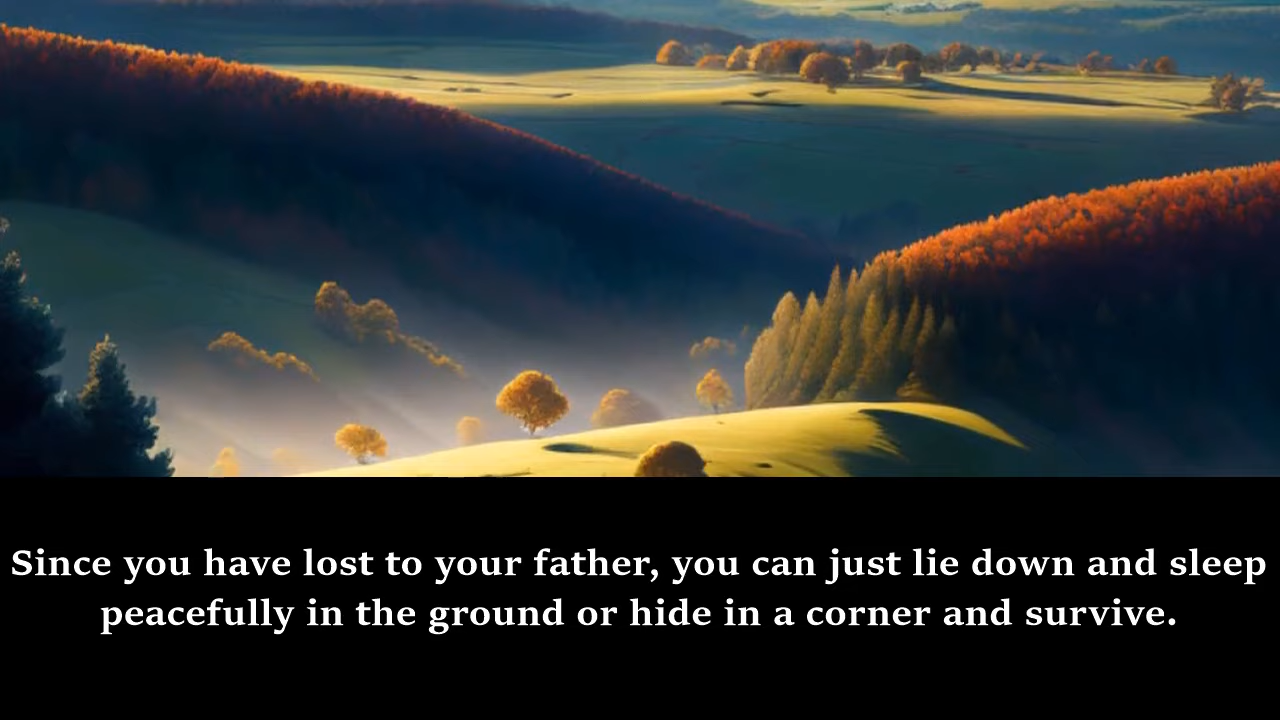 Since you have lost to your father, you can just lie down and sleep
peacefully in the ground or hide in a corner and survive.